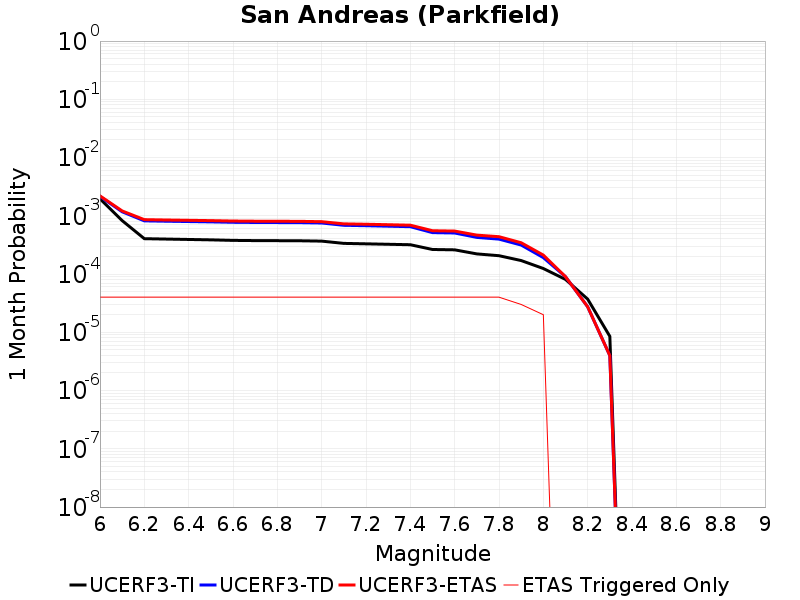 San Andreas (Parkfield)
1 Month Probability
10^0
10^-1
10^-2
10^-3
10^-4
10^-5
10^-6
10^-7
10^-8
6 6.2 6.4 6.6 6.8 7 7.2 7.4 7.6 7.8 8 8.2 8.4 8.6 8.8 9
Magnitude
UCERF3-TI UCERF3-TD UCERF3-ETAS ETAS Triggered Only